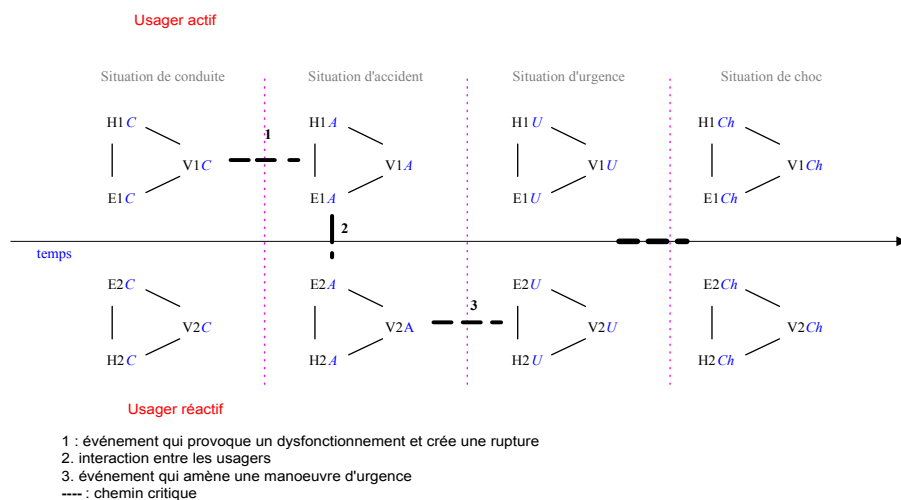 Usager actif
Situation de conduite Situation d'accident Situation d'urgence Situation de choc
H1C H1A H1U H1Ch
1
V1C V1A V1U V1Ch
E1C E1A E1U E1Ch
2
temps
E2C E2A E2U E2Ch
3
V2C V2A V2U V2Ch
H2C H2A H2U H2Ch
Usager réactif
1 : événement qui provoque un dysfonctionnement et crée une rupture
2. interaction entre les usagers
3. événement qui amène une manoeuvre d'urgence
---- : chemin critique